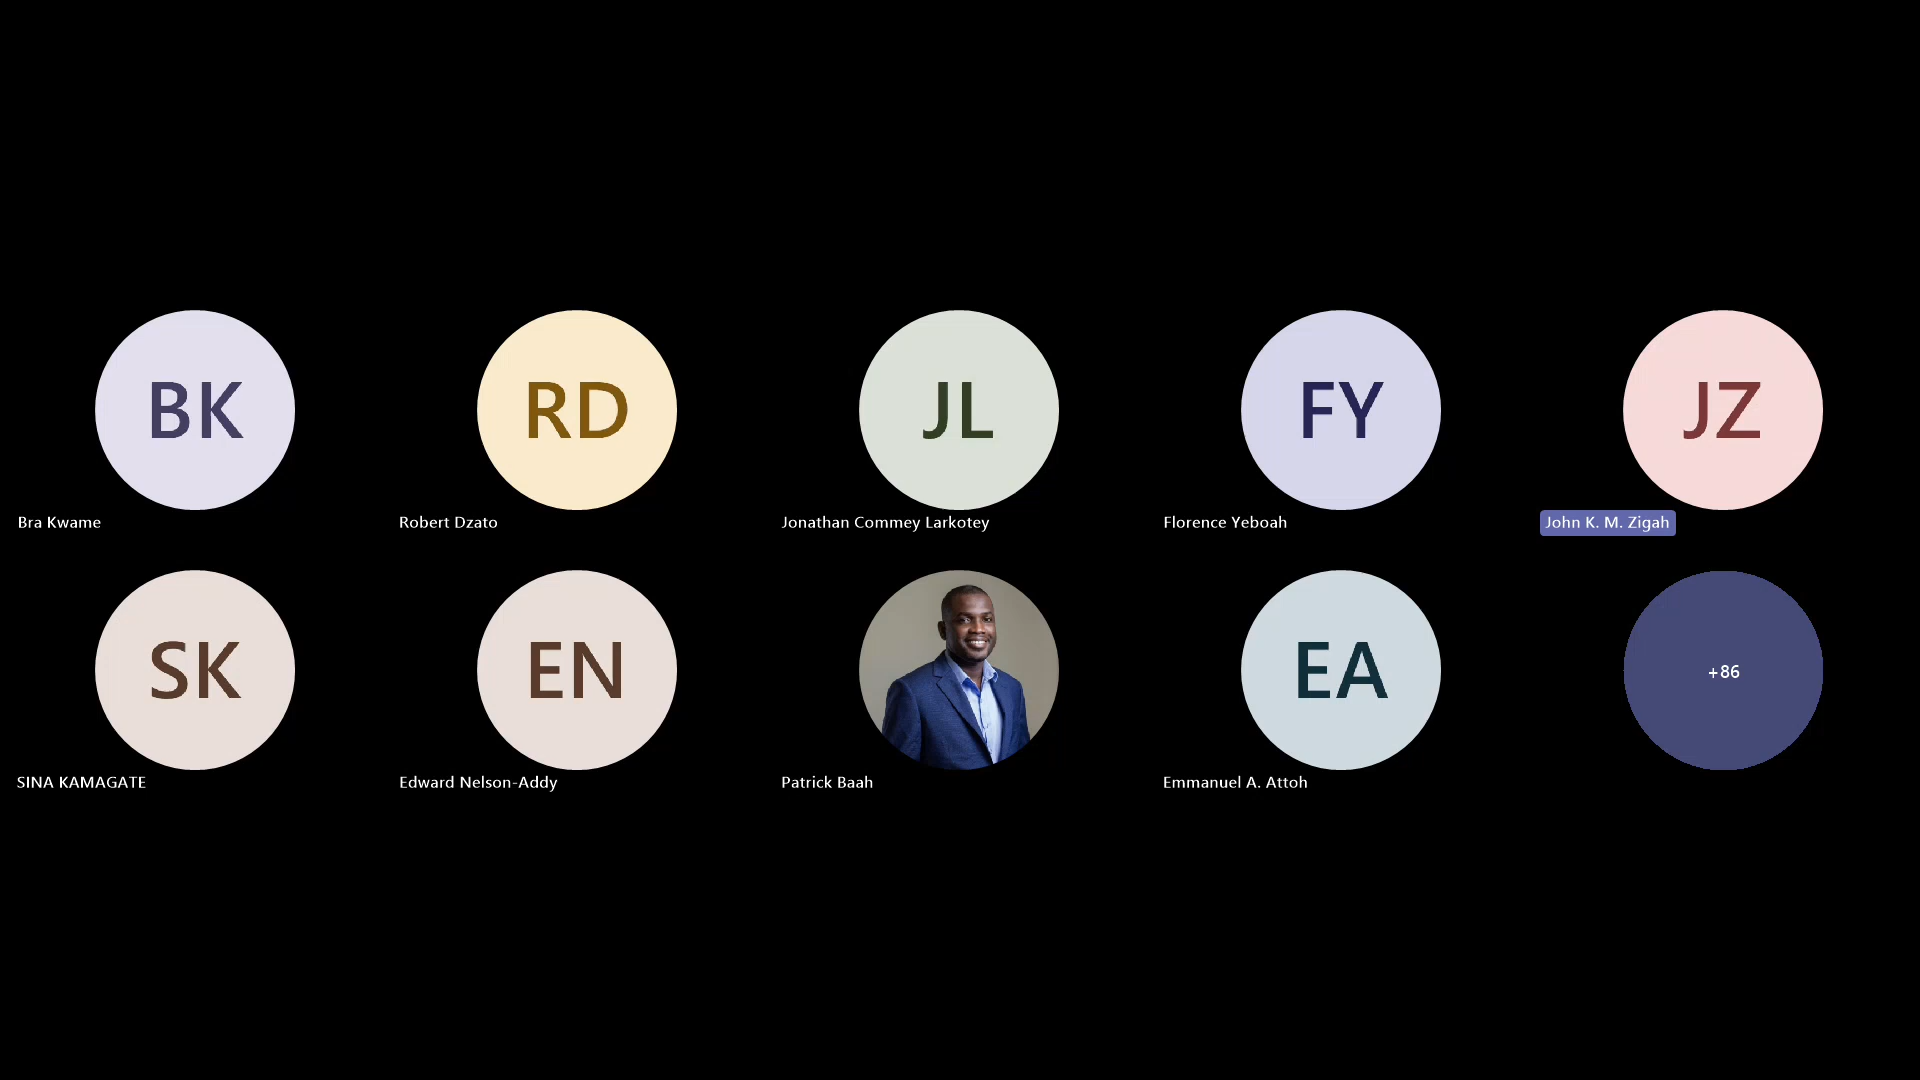 BK
RD
JL
FY
JZ
Bra Kwame
Robert Dzato
Jonathan Commey Larkotey
Florence Yeboah
John K. M. Zigah
SK
EN
EA
+86
SINA KAMAGATE
Edward Nelson-Addy
Patrick Baah
Emmanuel A. Attoh